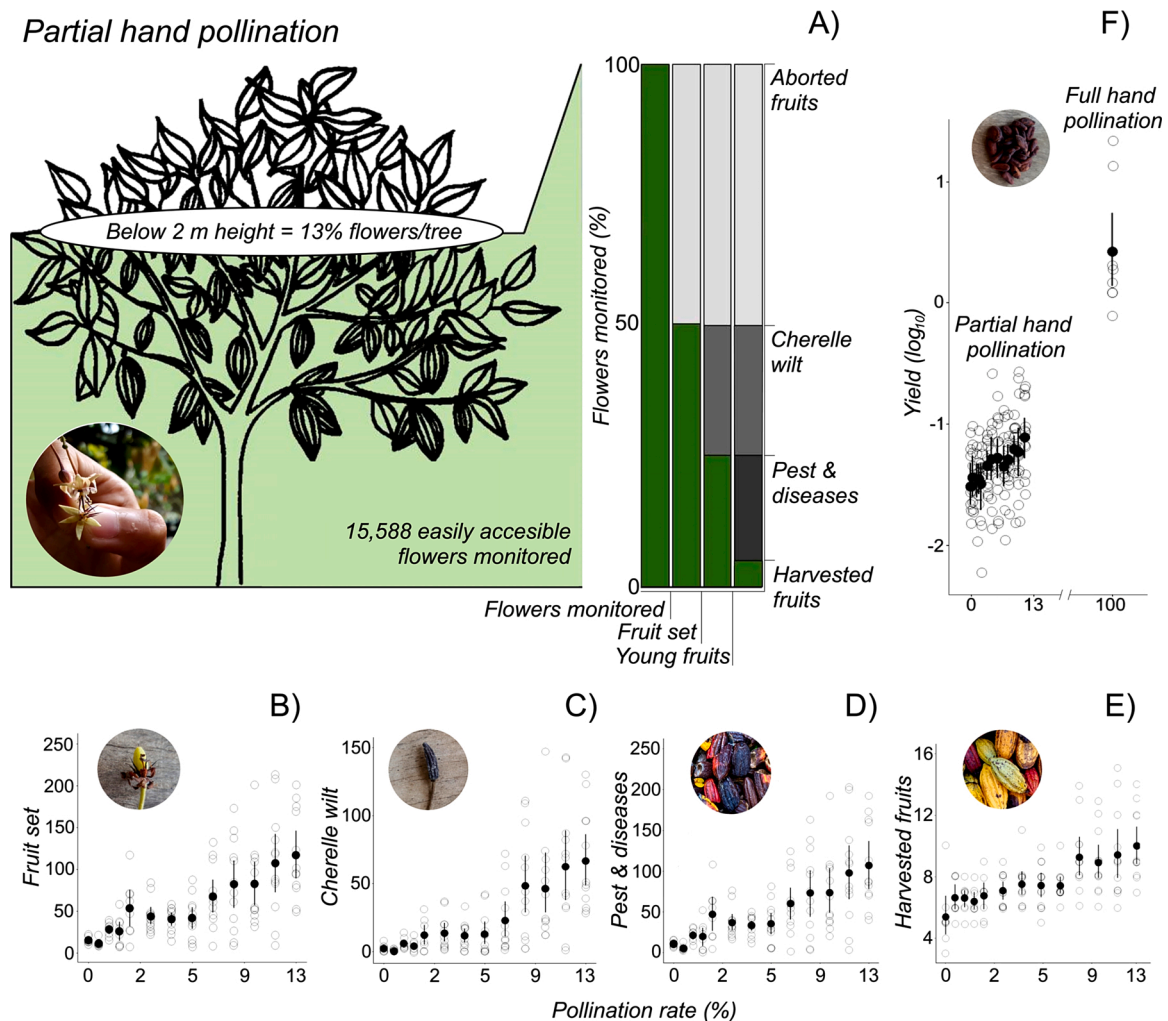 Partial hand pollination
Below 2 m height = 13% flowers/tree
15,588 easily accesible
flowers monitored
A)
Flowers monitored (%)
100
50
0
Aborted
fruits
Cherelle
wilt
Pest &
diseases
Harvested
fruits
Flowers monitored
Fruit set
Young fruits
F)
Full hand
pollination
Partial hand
pollination
Yield (log10)
1
0
-1
-2
0 13 100
B)
Fruit set
250
200
150
100
50
0
0 2 5 9 13
C)
Cherelle wilt
150
100
50
0
0 2 5 9 13
D)
Pest & diseases
250
200
150
100
50
0
0 2 5 9 13
E)
Harvested fruits
16
12
8
4
0 2 5 9 13
Pollination rate (%)